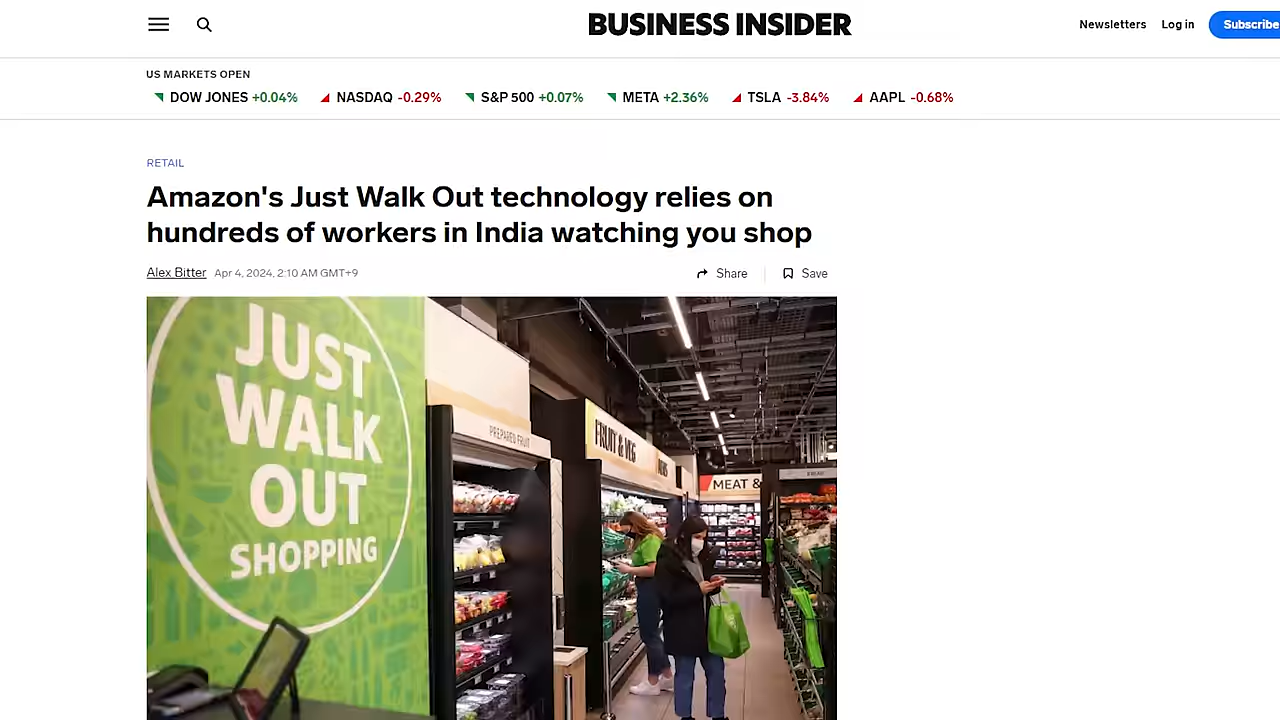 BUSINESS INSIDER
Newsletters Log in Subscribe
US MARKETS OPEN
DOW JONES +0.04% NASDAQ -0.29% S&P 500 +0.07% META +2.36% TSLA -3.84% AAPL -0.68%
RETAIL
Amazon's Just Walk Out technology relies on
hundreds of workers in India watching you shop
Alex Bitter Apr 4, 2024, 2:10 AM GMT+9 Share Save
JUST
WALK
OUT
SHOPPING
PREPARED FRUIT
FRUIT & VEG
MEAT &